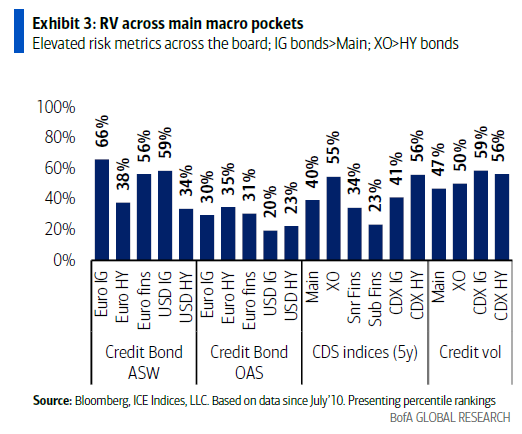 Exhibit 3: RV across main macro pockets
Elevated risk metrics across the board; IG bonds>Main; XO>HY bonds
100%
80%
60%
40%
20%
0%
66%
38%
56%
59%
34%
30%
35%
31%
20%
23%
40%
55%
34%
23%
41%
56%
47%
50%
59%
56%
Euro IG
Euro HY
Euro fins
USD IG
USD HY
Euro IG
Euro HY
Euro fins
USD IG
USD HY
Main
XO
Snr Fins
Sub Fins
CDX IG
CDX HY
Main
XO
CDX IG
CDX HY
Credit Bond
ASW
Credit Bond
OAS
CDS indices (5y)
Credit vol
Source: Bloomberg, ICE Indices, LLC. Based on data since July'10. Presenting percentile rankings
BofA GLOBAL RESEARCH